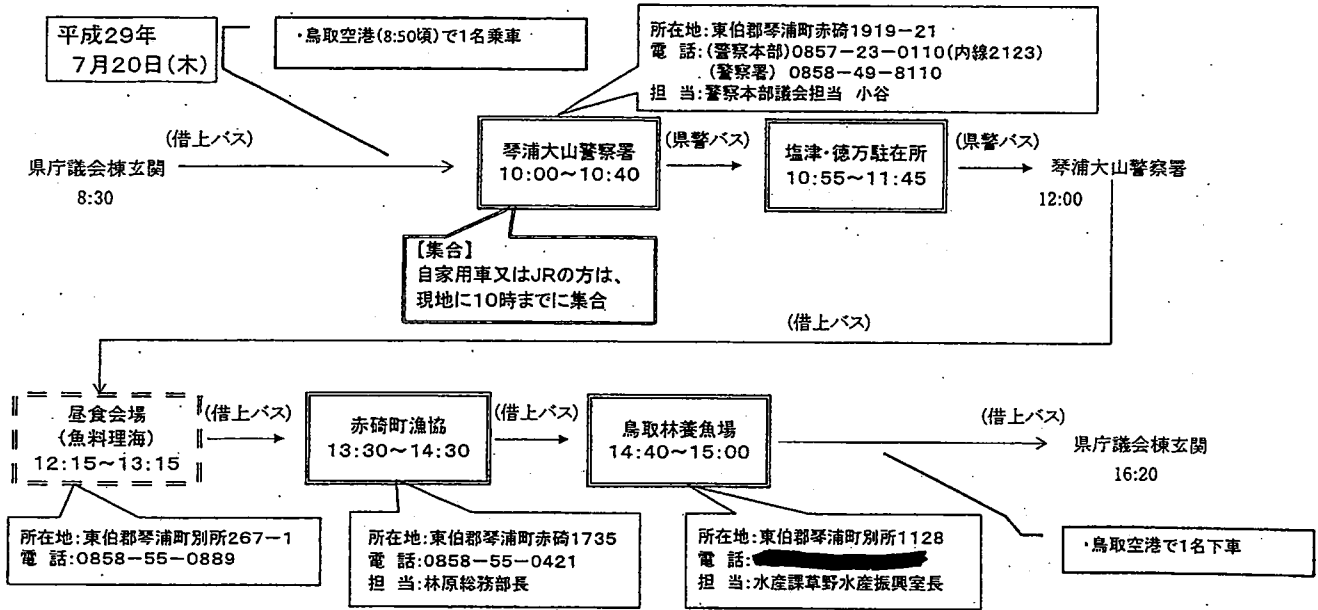 平成29年
7月20日(木)
・鳥取空港(8:50頃)で1名乗車
所在地:東伯郡琴浦町赤碕1919-21
電 話:(警察本部)0857-23-0110(内線2123)
(警察署) 0858-49-8110
担 当:警察本部議会担当 小谷
県庁議会棟玄関
8:30
(借上バス)
琴浦大山警察署
10:00~10:40
(県警バス)
塩津・徳万駐在所
10:55~11:45
(県警バス)
琴浦大山警察署
12:00
【集合】
自家用車又はJRの方は、
現地に10時までに集合
(借上バス)
昼食会場
(魚料理海)
12:15~13:15
(借上バス)
赤碕町漁協
13:30~14:30
(借上バス)
鳥取林養魚場
14:40~15:00
(借上バス)
県庁議会棟玄関
16:20
所在地:東伯郡琴浦町別所267-1
電 話:0858-55-0889
所在地:東伯郡琴浦町赤碕1735
電 話:0858-55-0421
担 当:林原総務部長
所在地:東伯郡琴浦町別所1128
電 話:
担 当:水産課草野水産振興室長
・鳥取空港で1名下車